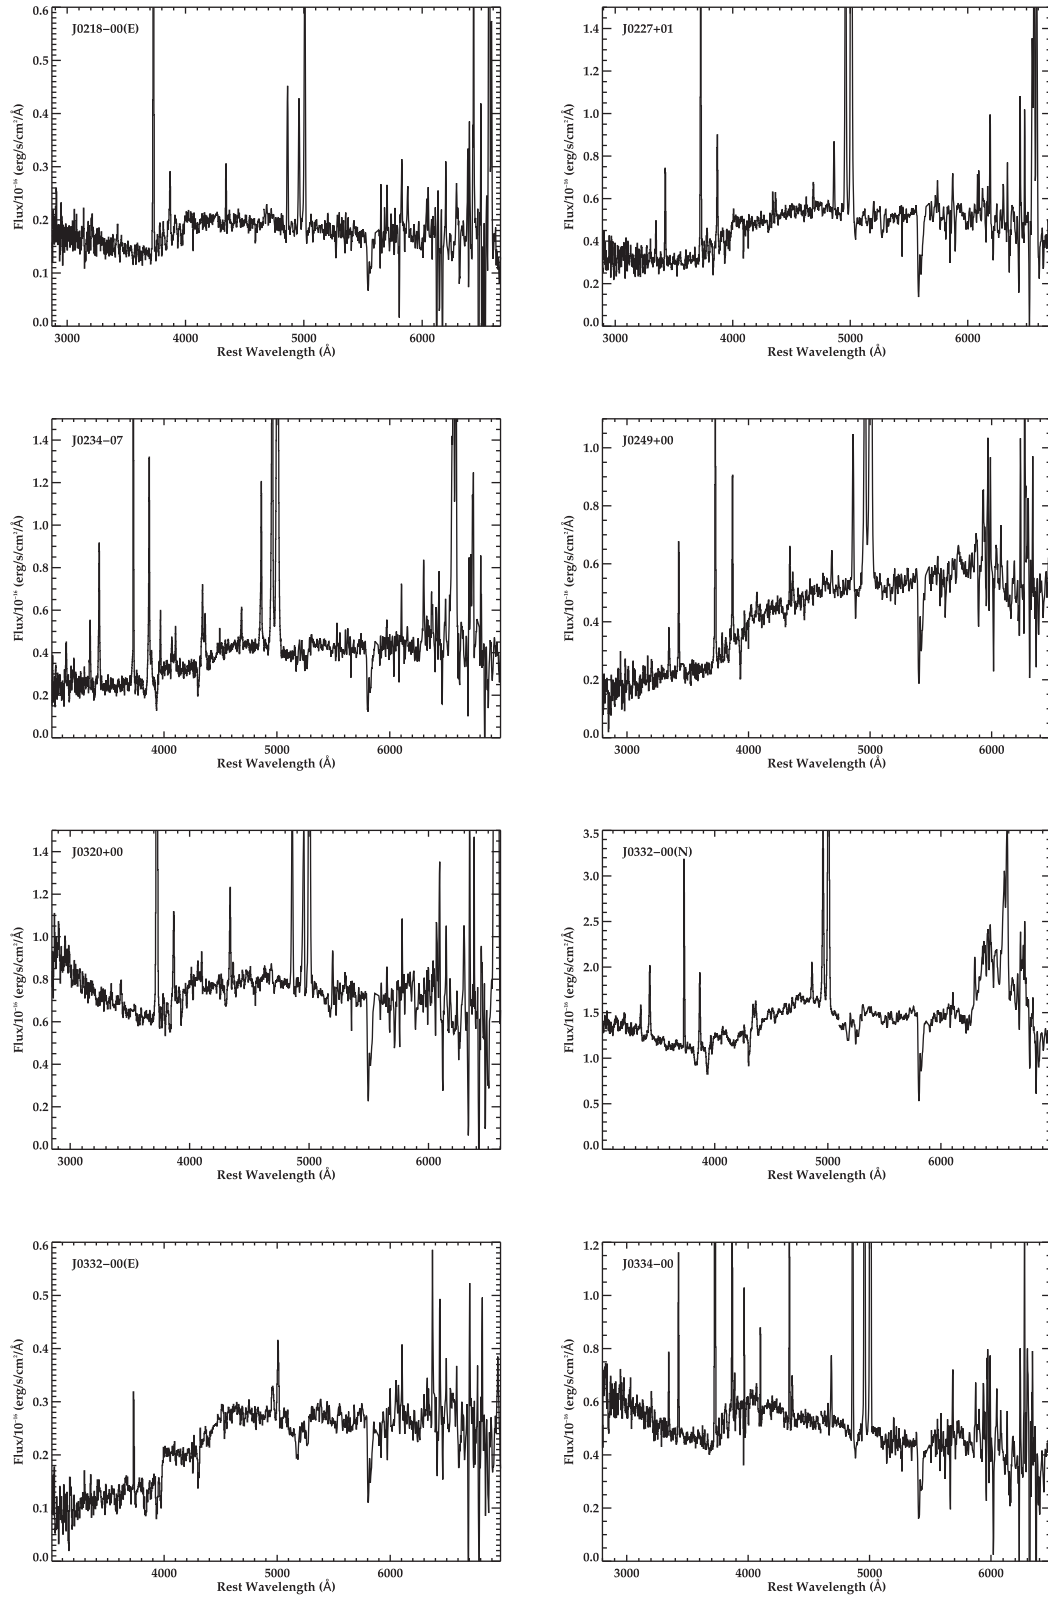 J0218−00(E)
Flux/10⁻¹⁶ (erg/s/cm²/Å)
0.6
0.5
0.4
0.3
0.2
0.1
0.0
3000 4000 5000 6000
Rest Wavelength (Å)
J0227+01
Flux/10⁻¹⁶ (erg/s/cm²/Å)
1.4
1.2
1.0
0.8
0.6
0.4
0.2
0.0
3000 4000 5000 6000
Rest Wavelength (Å)
J0234−07
Flux/10⁻¹⁶ (erg/s/cm²/Å)
1.4
1.2
1.0
0.8
0.6
0.4
0.2
0.0
4000 5000 6000
Rest Wavelength (Å)
J0249+00
Flux/10⁻¹⁶ (erg/s/cm²/Å)
1.0
0.8
0.6
0.4
0.2
0.0
3000 4000 5000 6000
Rest Wavelength (Å)
J0320+00
Flux/10⁻¹⁶ (erg/s/cm²/Å)
1.4
1.2
1.0
0.8
0.6
0.4
0.2
0.0
3000 4000 5000 6000
Rest Wavelength (Å)
J0332−00(N)
Flux/10⁻¹⁶ (erg/s/cm²/Å)
3.5
3.0
2.5
2.0
1.5
1.0
0.5
0.0
4000 5000 6000
Rest Wavelength (Å)
J0332−00(E)
Flux/10⁻¹⁶ (erg/s/cm²/Å)
0.6
0.5
0.4
0.3
0.2
0.1
0.0
4000 5000 6000
Rest Wavelength (Å)
J0334−00
Flux/10⁻¹⁶ (erg/s/cm²/Å)
1.2
1.0
0.8
0.6
0.4
0.2
0.0
3000 4000 5000 6000
Rest Wavelength (Å)